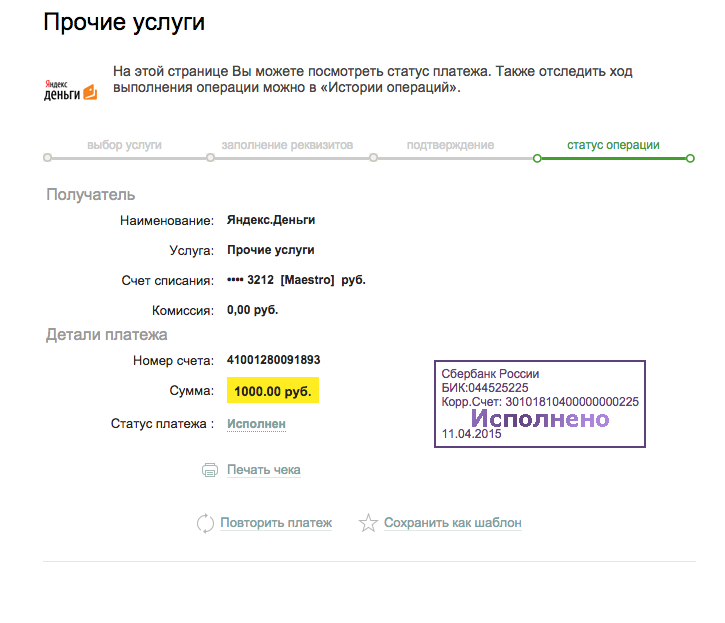 Прочие услуги
На этой странице Вы можете посмотреть статус платежа. Также отследить ход
выполнения операции можно в «Истории операций».
Яндекс
деньги
выбор услуги заполнение реквизитов подтверждение статус операции
Получатель
Наименование: Яндекс.Деньги
Услуга: Прочие услуги
Счет списания: •••• 3212 [Maestro] руб.
Комиссия: 0,00 руб.
Детали платежа
Номер счета: 41001280091893
Сумма: 1000.00 руб.
Статус платежа : Исполнен
Сбербанк России
БИК:044525225
Корр.Счет: 30101810400000000225
Исполнено
11.04.2015
Печать чека
Повторить платеж Сохранить как шаблон